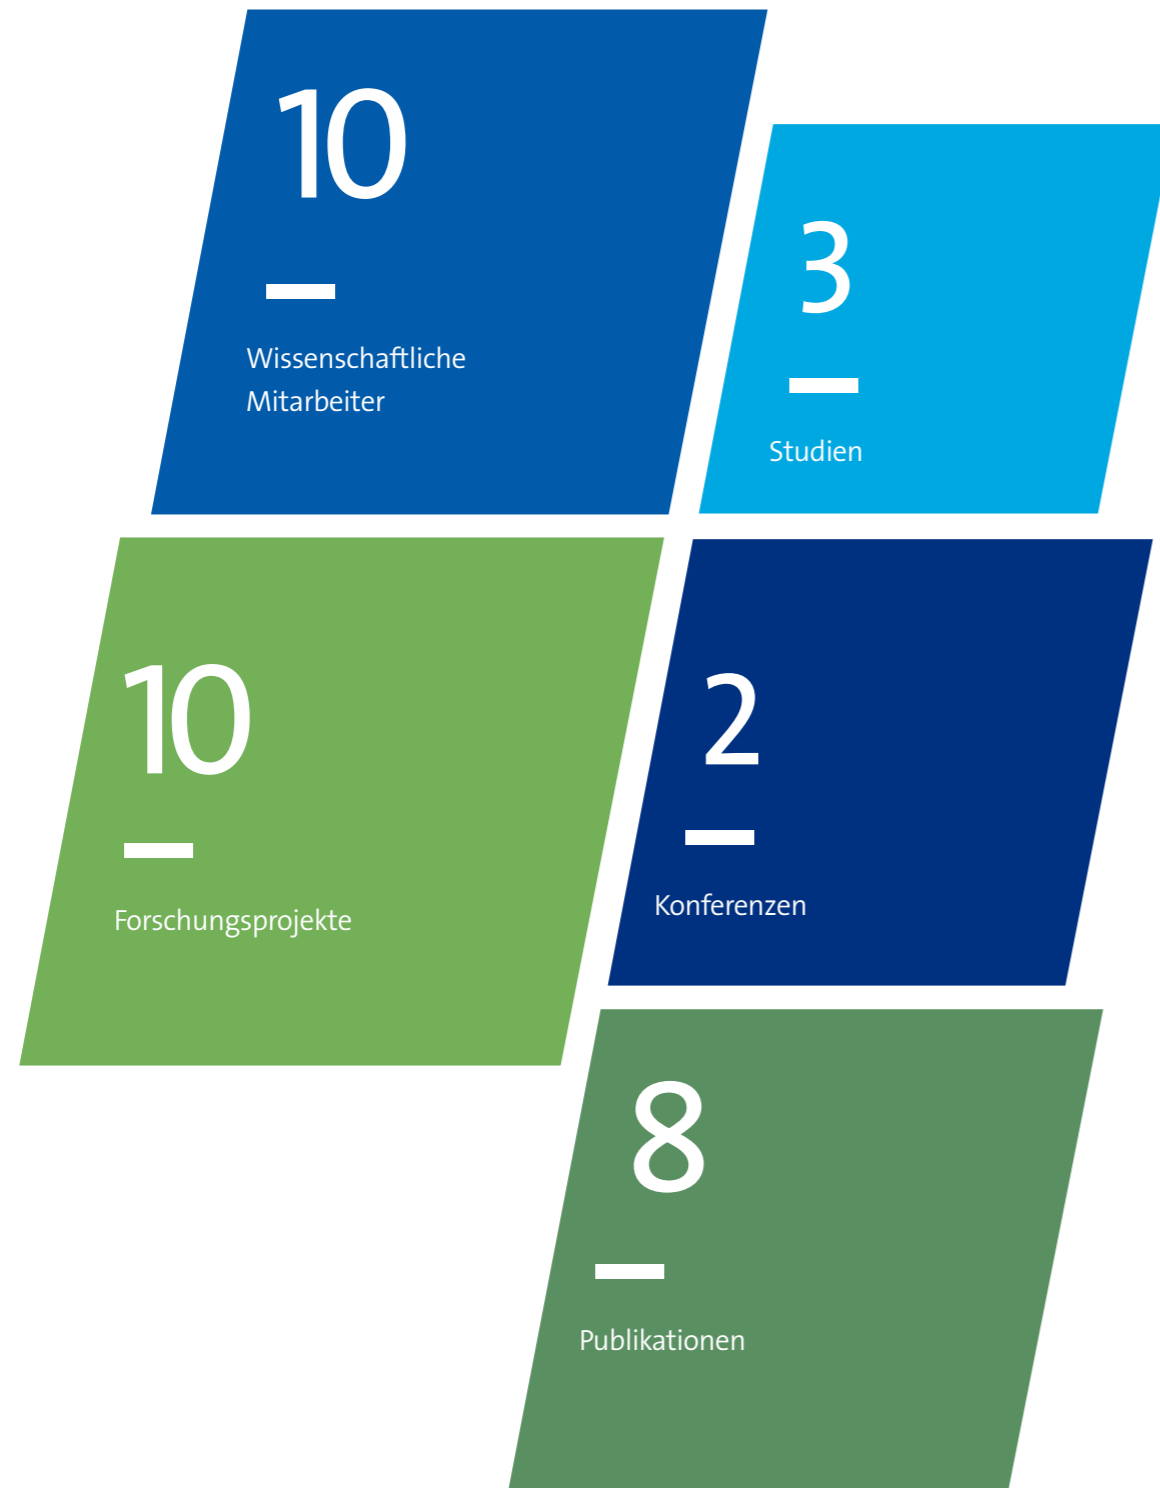 10
Wissenschaftliche
Mitarbeiter
3
Studien
10
Forschungsprojekte
2
Konferenzen
8
Publikationen